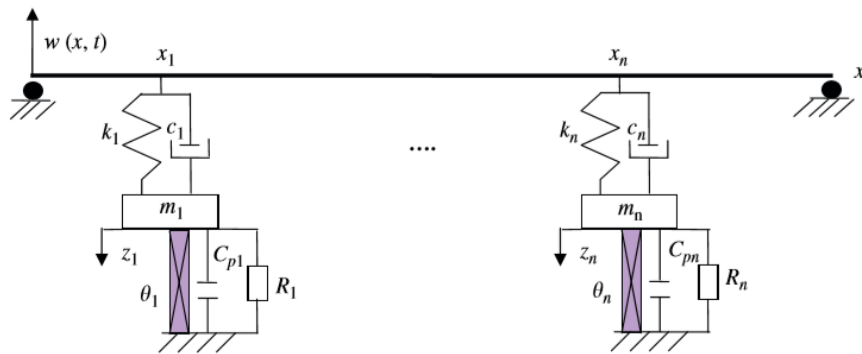 w (x, t)
x₁ xₙ x
k₁ c₁ kₙ cₙ
....
m₁ mₙ
z₁ Cₚ₁ zₙ Cₚₙ
θ₁ R₁ θₙ Rₙ